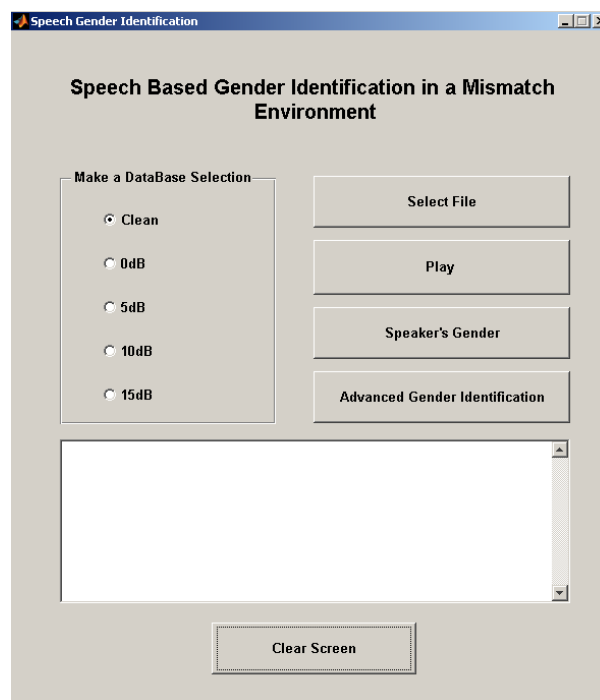 Speech Gender Identification
Speech Based Gender Identification in a Mismatch
Environment
Make a DataBase Selection
Clean
0dB
5dB
10dB
15dB
Select File
Play
Speaker's Gender
Advanced Gender Identification
Clear Screen